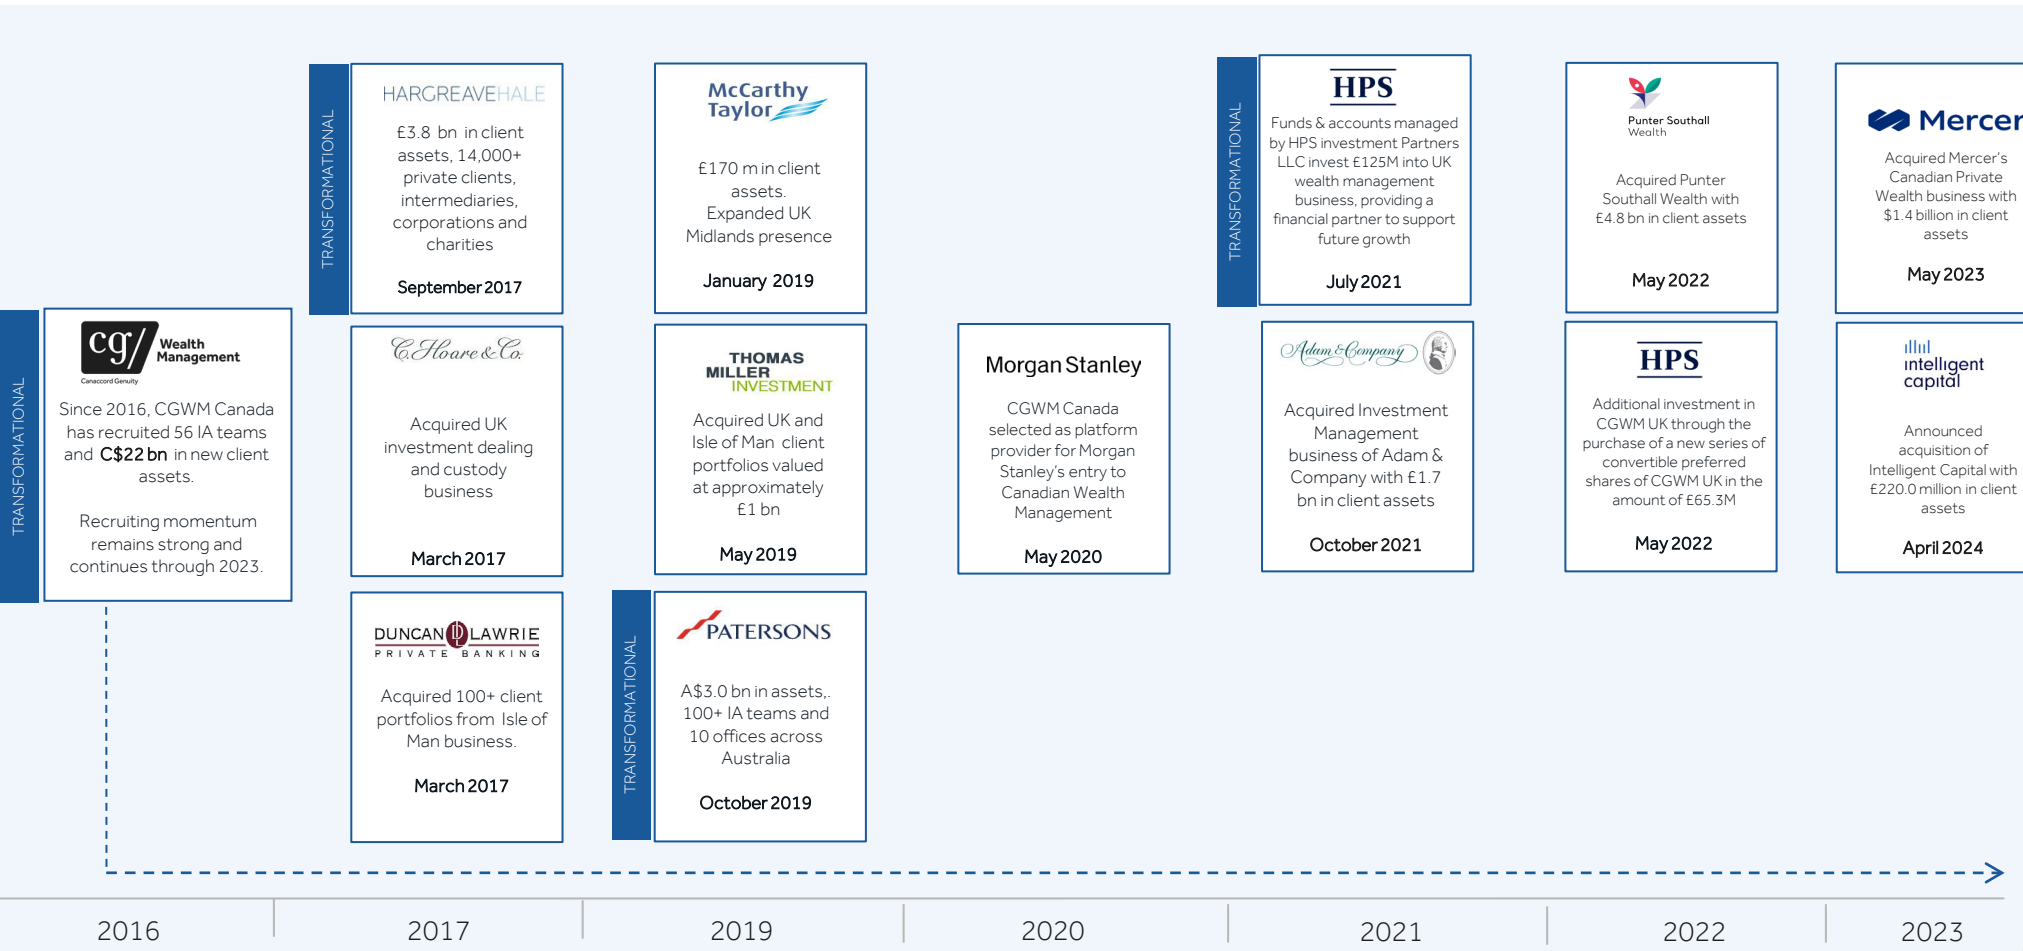 TRANSFORMATIONAL
cg/ Wealth
Management
Canaccord Genuity
Since 2016, CGWM Canada
has recruited 56 IA teams
and C$22 bn in new client
assets.
Recruiting momentum
remains strong and
continues through 2023.
TRANSFORMATIONAL
HARGREAVEHALE
£3.8 bn in client
assets, 14,000+
private clients,
intermediaries,
corporations and
charities
September 2017
C. Hoare & Co.
Acquired UK
investment dealing
and custody
business
March 2017
DUNCAN DL LAWRIE
PRIVATE BANKING
Acquired 100+ client
portfolios from Isle of
Man business.
March 2017
McCarthy
Taylor
£170 m in client
assets.
Expanded UK
Midlands presence
January 2019
THOMAS
MILLER
INVESTMENT
Acquired UK and
Isle of Man client
portfolios valued
at approximately
£1 bn
May 2019
TRANSFORMATIONAL
PATERSONS
A$3.0 bn in assets,.
100+ IA teams and
10 offices across
Australia
October 2019
Morgan Stanley
CGWM Canada
selected as platform
provider for Morgan
Stanley's entry to
Canadian Wealth
Management
May 2020
TRANSFORMATIONAL
HPS
Funds & accounts managed
by HPS investment Partners
LLC invest £125M into UK
wealth management
business, providing a
financial partner to support
future growth
July 2021
Adam & Company
Acquired Investment
Management
business of Adam &
Company with £1.7
bn in client assets
October 2021
Punter Southall
Wealth
Acquired Punter
Southall Wealth with
£4.8 bn in client assets
May 2022
HPS
Additional investment in
CGWM UK through the
purchase of a new series of
convertible preferred
shares of CGWM UK in the
amount of £65.3M
May 2022
Mercer
Acquired Mercer's
Canadian Private
Wealth business with
$1.4 billion in client
assets
May 2023
intelligent
capital
Announced
acquisition of
Intelligent Capital with
£220.0 million in client
assets
April 2024
2016
2017
2019
2020
2021
2022
2023